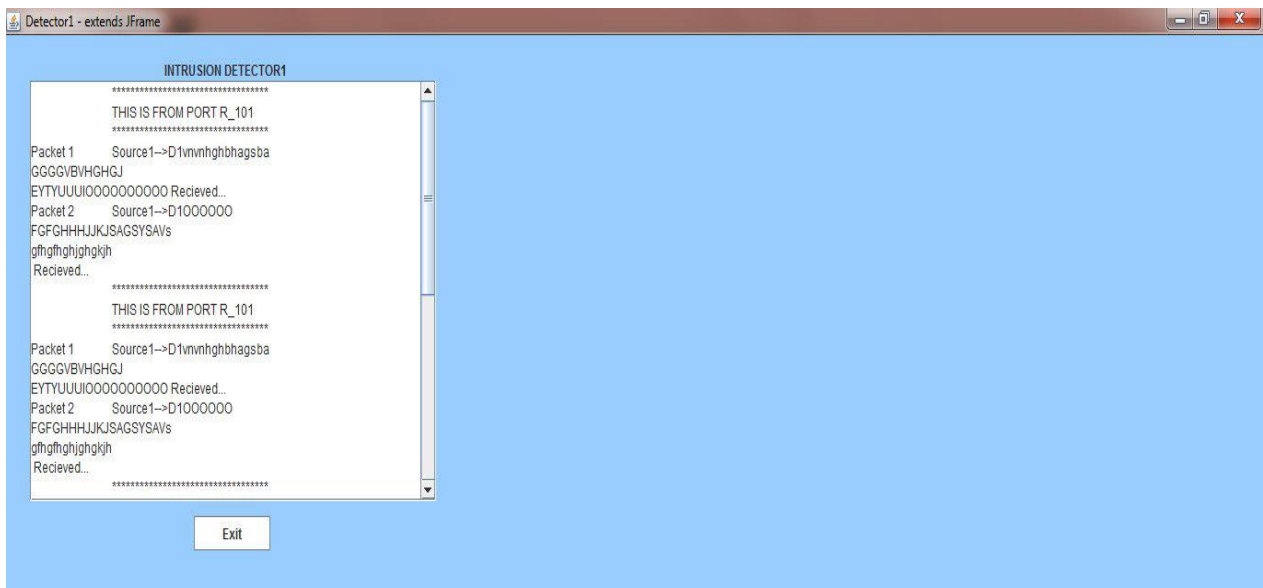 Detector1 - extends JFrame
INTRUSION DETECTOR1
**********************************
THIS IS FROM PORT R_101
**********************************
Packet 1 Source1-->D1vnvnhghbhagsba
GGGGVBVHGHGJ
EYTYUUUIOOOOOOOOOO Recieved...
Packet 2 Source1-->D1OOOOOO
FGFGHHHJJKJSAGSYSAVs
gfhgfhghjghgkjh
Recieved...
**********************************
THIS IS FROM PORT R_101
**********************************
Packet 1 Source1-->D1vnvnhghbhagsba
GGGGVBVHGHGJ
EYTYUUUIOOOOOOOOOO Recieved...
Packet 2 Source1-->D1OOOOOO
FGFGHHHJJKJSAGSYSAVs
gfhgfhghjghgkjh
Recieved...
**********************************
Exit